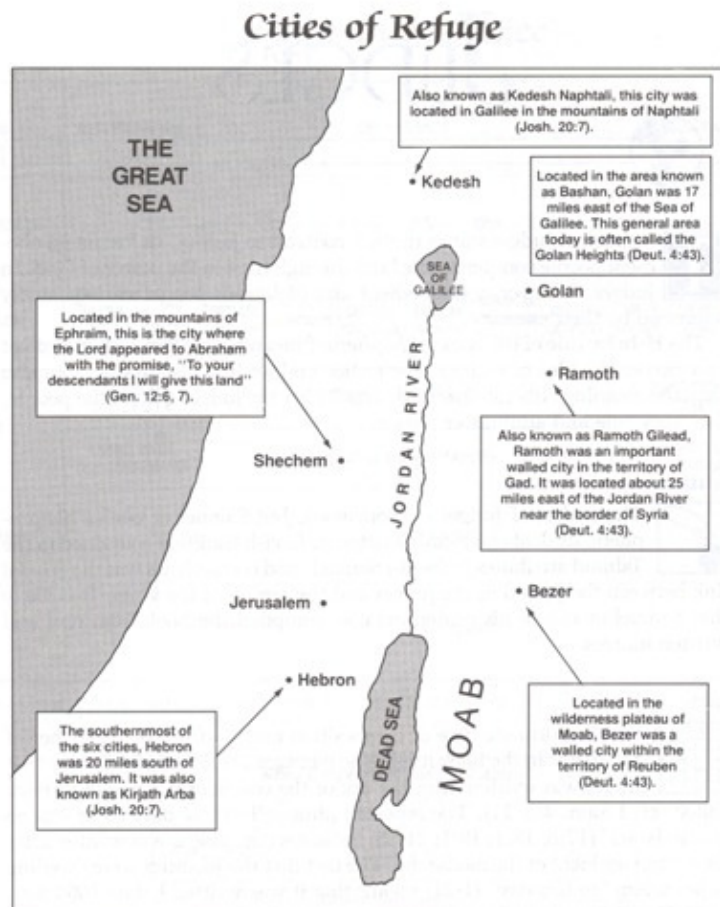 Cities of Refuge
THE
GREAT
SEA
Also known as Kedesh Naphtali, this city was
located in Galilee in the mountains of Naphtali
(Josh. 20:7).
Kedesh
Located in the area known
as Bashan, Golan was 17
miles east of the Sea of
Galilee. This general area
today is often called the
Golan Heights (Deut. 4:43).
SEA
OF
GALILEE
Golan
Located in the mountains of
Ephraim, this is the city where
the Lord appeared to Abraham
with the promise, "To your
descendants I will give this land"
(Gen. 12:6, 7).
Ramoth
JORDAN RIVER
Shechem
Also known as Ramoth Gilead,
Ramoth was an important
walled city in the territory of
Gad. It was located about 25
miles east of the Jordan River
near the border of Syria
(Deut. 4:43).
Jerusalem
Bezer
Hebron
DEAD SEA
MOAB
The southernmost of
the six cities, Hebron
was 20 miles south of
Jerusalem. It was also
known as Kirjath Arba
(Josh. 20:7).
Located in the
wilderness plateau of
Moab, Bezer was a
walled city within the
territory of Reuben
(Deut. 4:43).